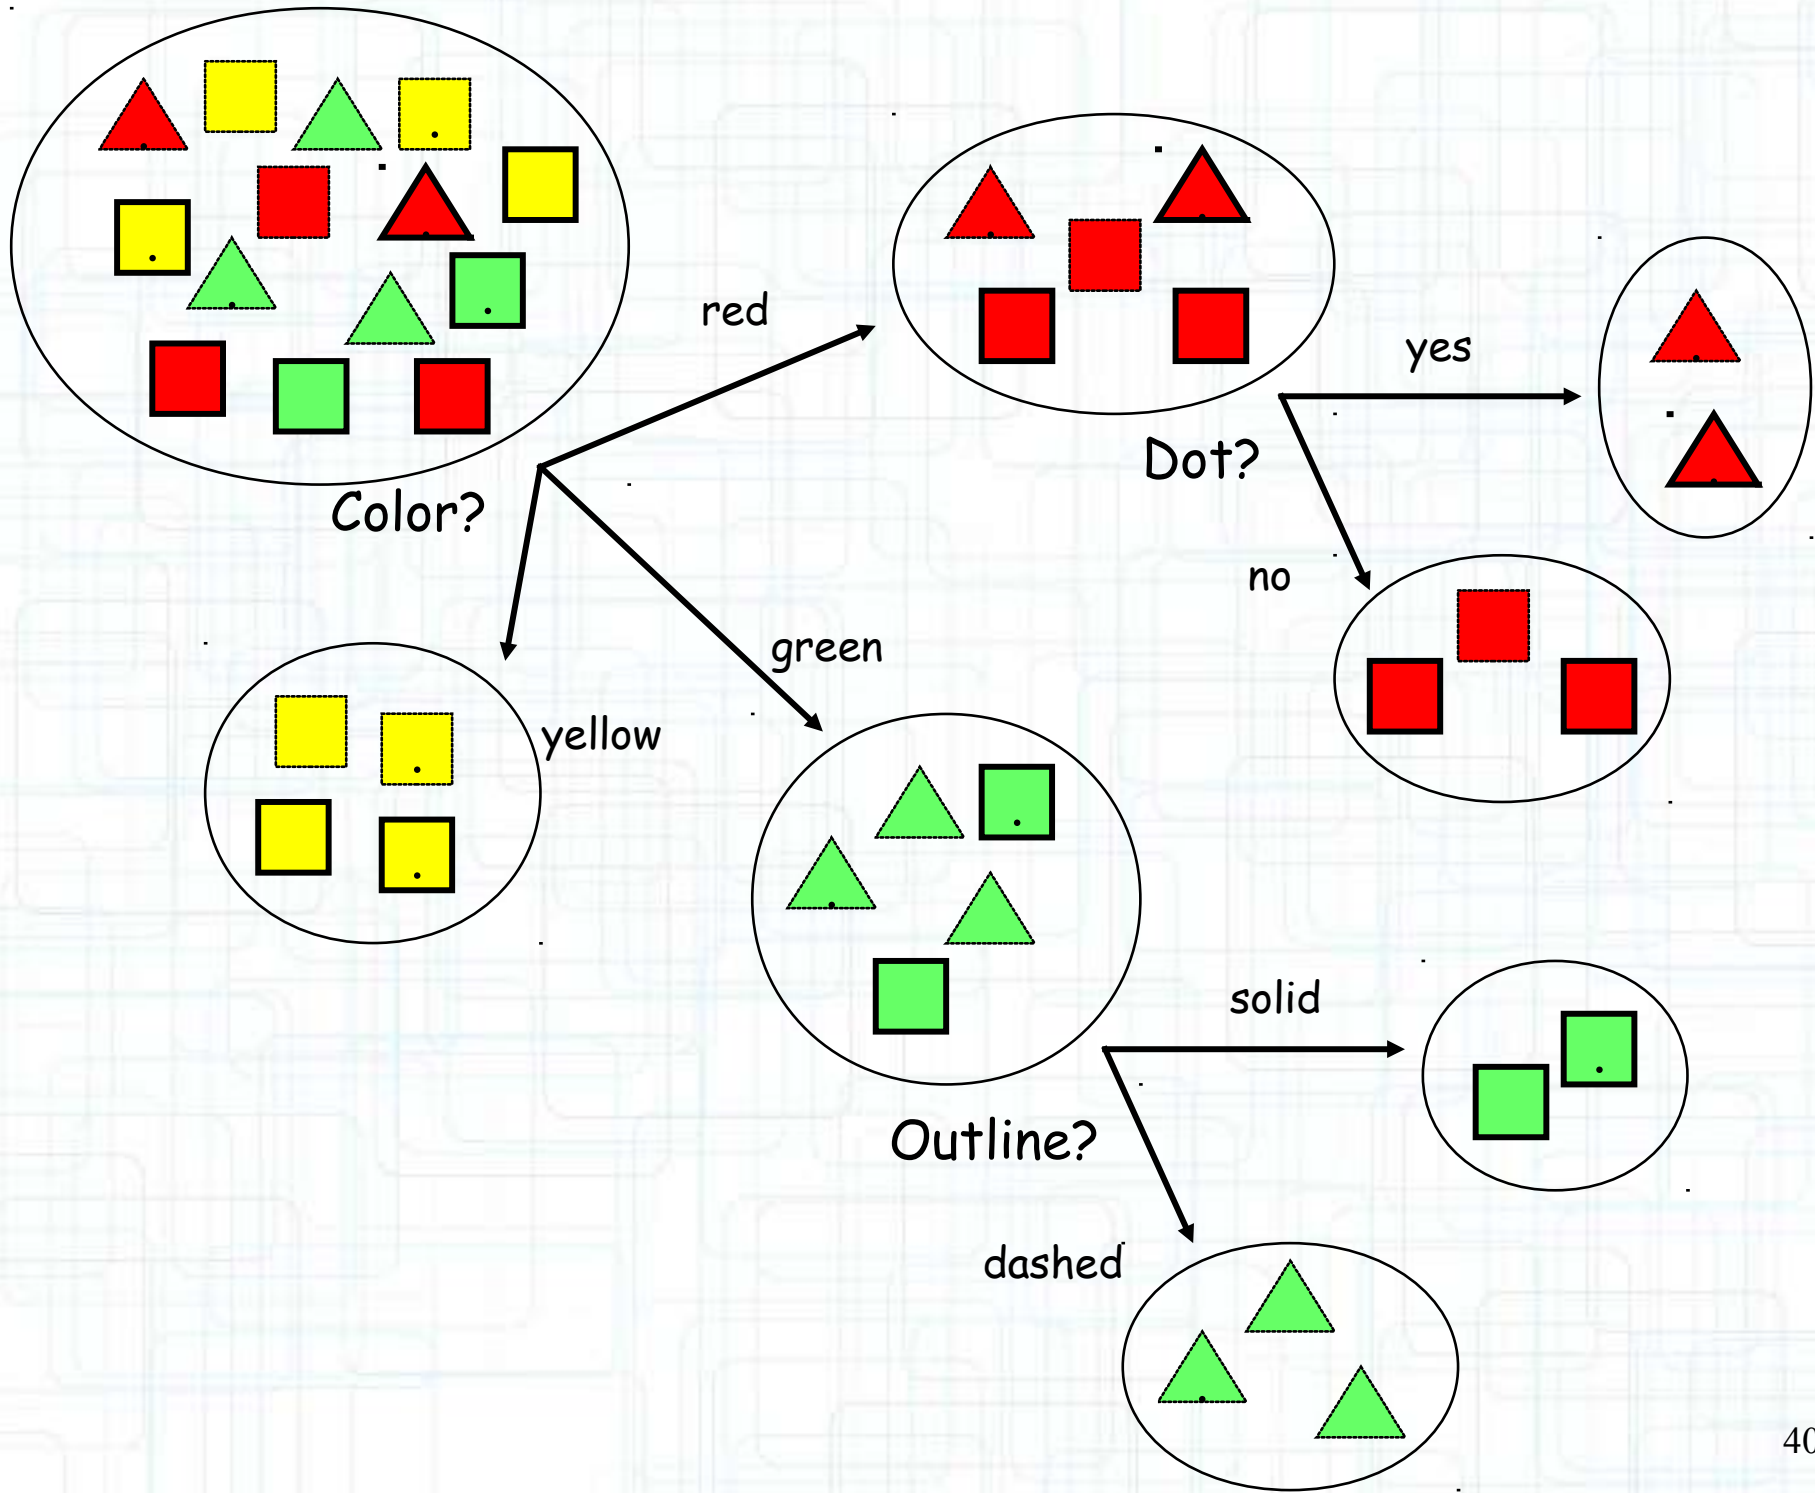 red
yes
Dot?
Color?
no
green
yellow
solid
Outline?
dashed
40